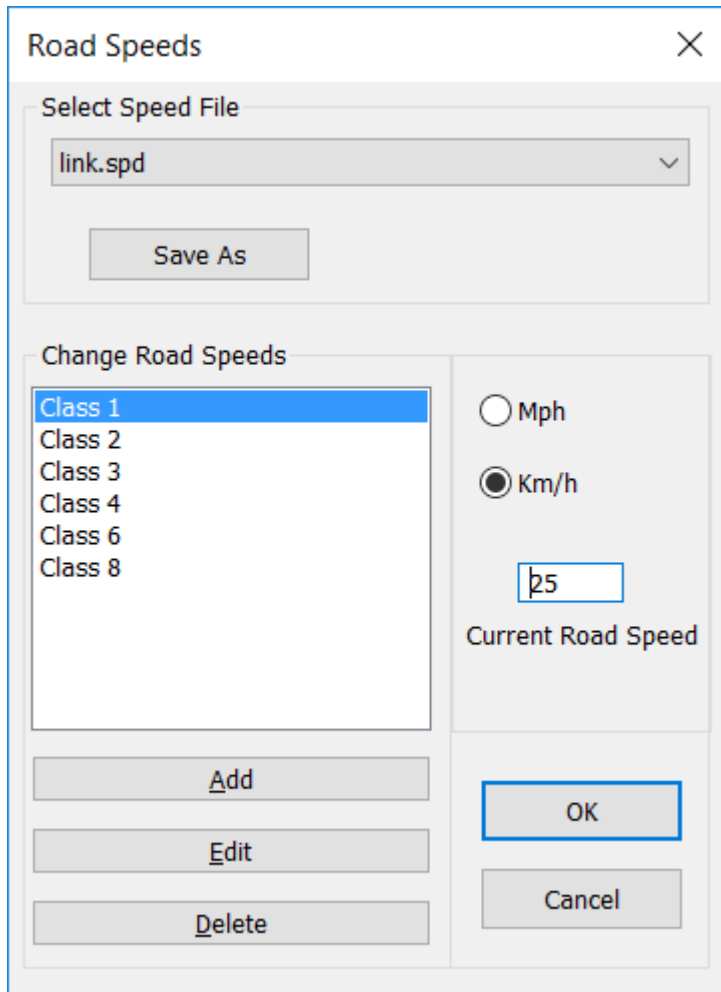 Road Speeds
Select Speed File
link.spd
Save As
Change Road Speeds
Class 1
Class 2
Class 3
Class 4
Class 6
Class 8
Mph
Km/h
25
Current Road Speed
Add
Edit
Delete
OK
Cancel